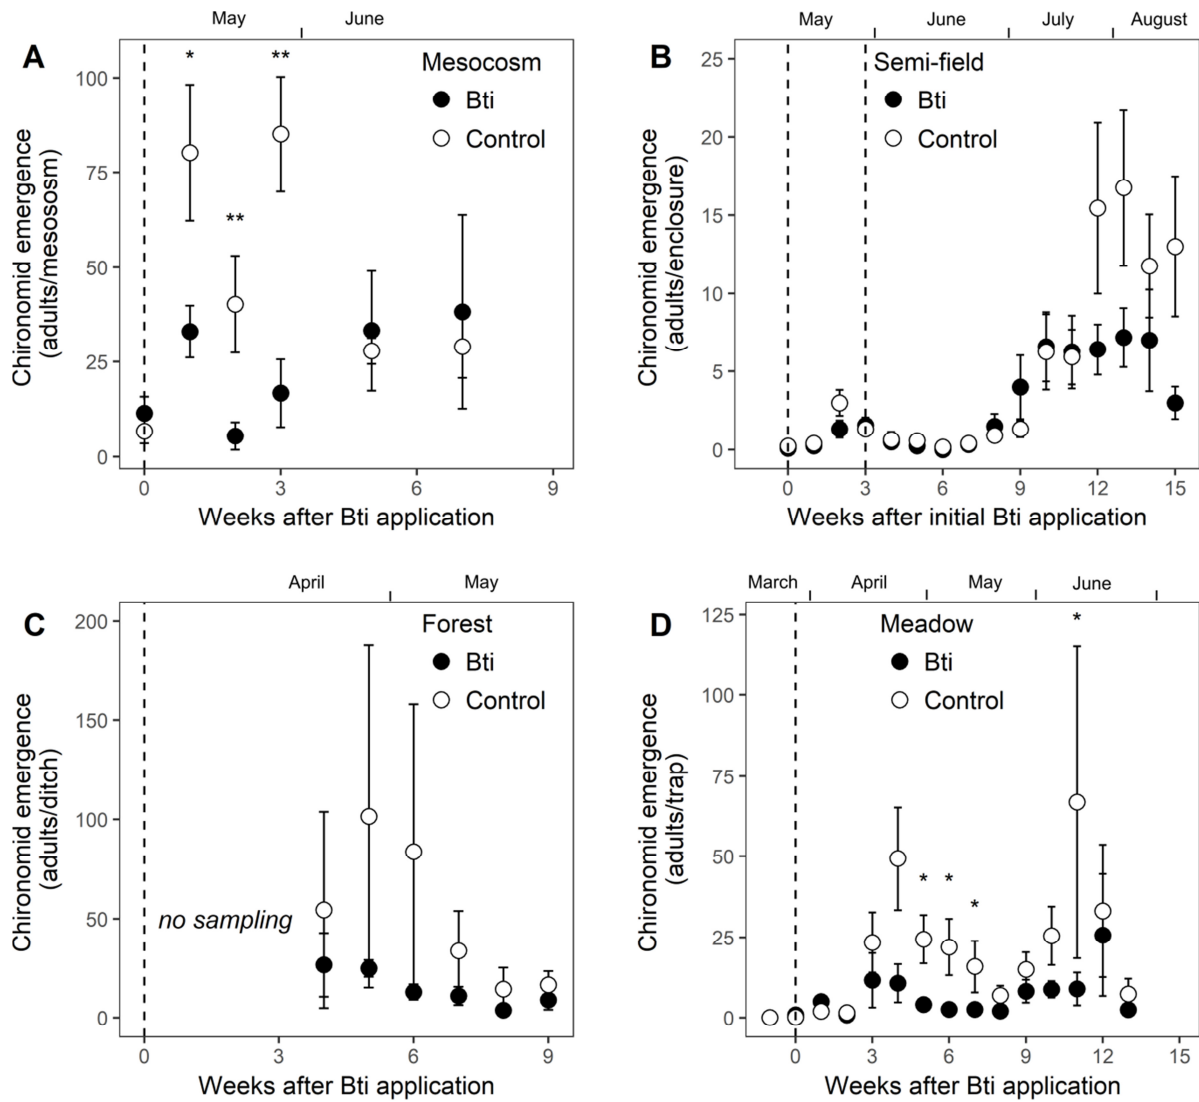 May June
A
* **
**
Mesocosm
Bti
Control
Chironomid emergence
(adults/mesososm)
100
75
50
25
0
0 3 6 9
Weeks after Bti application
May June July August
B
Semi-field
Bti
Control
Chironomid emergence
(adults/enclosure)
25
20
15
10
5
0
0 3 6 9 12 15
Weeks after initial Bti application
April May
C
Forest
Bti
Control
Chironomid emergence
(adults/ditch)
200
150
100
50
0
no sampling
0 3 6 9
Weeks after Bti application
March April May June
D
Meadow
*
Bti
Control
* *
*
Chironomid emergence
(adults/trap)
125
100
75
50
25
0
0 3 6 9 12 15
Weeks after Bti application